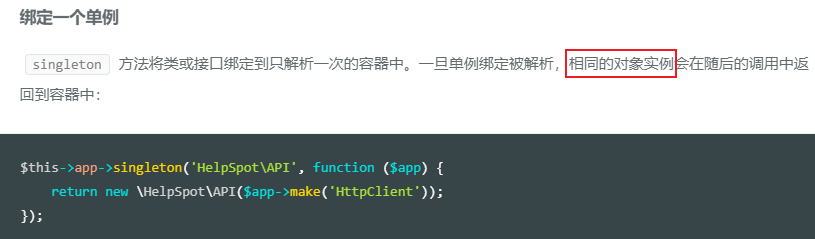 绑定一个单例
singleton 方法将类或接口绑定到只解析一次的容器中。一旦单例绑定被解析，相同的对象实例会在随后的调用中返
回到容器中：
$this->app->singleton('HelpSpot\API', function ($app) {
    return new \HelpSpot\API($app->make('HttpClient'));
});